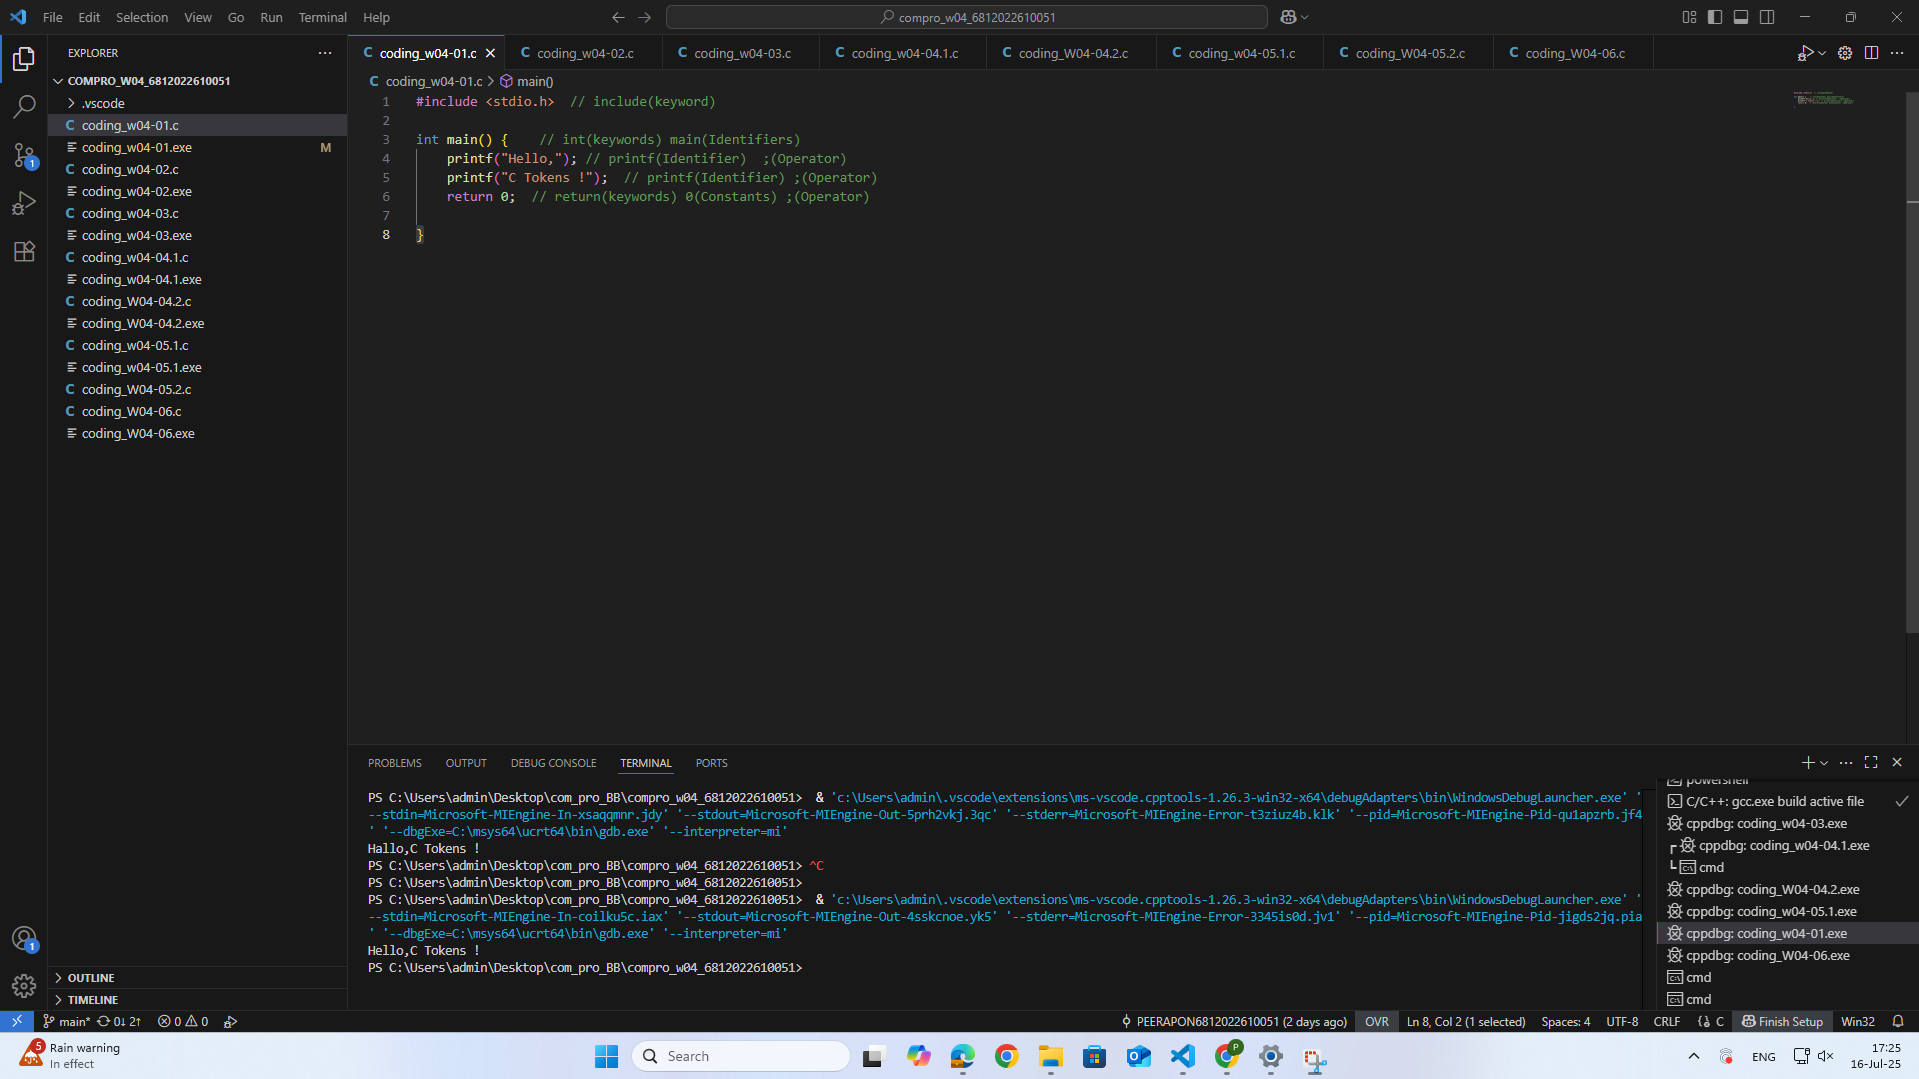 File Edit Selection View Go Run Terminal Help
compro_w04_6812022610051
EXPLORER
COMPRO_W04_6812022610051
.vscode
C coding_w04-01.c
coding_w04-01.exe M
C coding_w04-02.c
coding_w04-02.exe
C coding_w04-03.c
coding_w04-03.exe
C coding_w04-04.1.c
coding_w04-04.1.exe
C coding_W04-04.2.c
coding_W04-04.2.exe
C coding_w04-05.1.c
coding_w04-05.1.exe
C coding_W04-05.2.c
C coding_W04-06.c
coding_W04-06.exe
OUTLINE
TIMELINE
1
1
C coding_w04-01.c C coding_w04-02.c C coding_w04-03.c C coding_w04-04.1.c C coding_W04-04.2.c C coding_w04-05.1.c C coding_W04-05.2.c C coding_W04-06.c
C coding_w04-01.c > main()
1 #include <stdio.h>  // include(keyword)
2
3 int main() {    // int(keywords) main(Identifiers)
4     printf("Hello,"); // printf(Identifier)  ;(Operator)
5     printf("C Tokens !");  // printf(Identifier) ;(Operator)
6     return 0;  // return(keywords) 0(Constants) ;(Operator)
7
8 }
PROBLEMS OUTPUT DEBUG CONSOLE TERMINAL PORTS
PS C:\Users\admin\Desktop\com_pro_BB\compro_w04_6812022610051>  & 'c:\Users\admin\.vscode\extensions\ms-vscode.cpptools-1.26.3-win32-x64\debugAdapters\bin\WindowsDebugLauncher.exe' '
--stdin=Microsoft-MIEngine-In-xsaqqmnr.jdy' '--stdout=Microsoft-MIEngine-Out-5prh2vkj.3qc' '--stderr=Microsoft-MIEngine-Error-t3ziuz4b.klk' '--pid=Microsoft-MIEngine-Pid-qu1apzrb.jf4
' '--dbgExe=C:\msys64\ucrt64\bin\gdb.exe' '--interpreter=mi'
Hallo,C Tokens !
PS C:\Users\admin\Desktop\com_pro_BB\compro_w04_6812022610051> ^C
PS C:\Users\admin\Desktop\com_pro_BB\compro_w04_6812022610051>
PS C:\Users\admin\Desktop\com_pro_BB\compro_w04_6812022610051>  & 'c:\Users\admin\.vscode\extensions\ms-vscode.cpptools-1.26.3-win32-x64\debugAdapters\bin\WindowsDebugLauncher.exe' '
--stdin=Microsoft-MIEngine-In-coilku5c.iax' '--stdout=Microsoft-MIEngine-Out-4sskcnoe.yk5' '--stderr=Microsoft-MIEngine-Error-3345is0d.jv1' '--pid=Microsoft-MIEngine-Pid-jigds2jq.pia
' '--dbgExe=C:\msys64\ucrt64\bin\gdb.exe' '--interpreter=mi'
Hello,C Tokens !
PS C:\Users\admin\Desktop\com_pro_BB\compro_w04_6812022610051>
powershell
C/C++: gcc.exe build active file
cppdbg: coding_w04-03.exe
cppdbg: coding_w04-04.1.exe
cmd
cppdbg: coding_W04-04.2.exe
cppdbg: coding_w04-05.1.exe
cppdbg: coding_w04-01.exe
cppdbg: coding_W04-06.exe
cmd
cmd
main* 0↓ 2↑ 0 0 PEERAPON6812022610051 (2 days ago) OVR Ln 8, Col 2 (1 selected) Spaces: 4 UTF-8 CRLF {} C Finish Setup Win32
5 Rain warning
In effect
Search
P
ENG
17:25
16-Jul-25